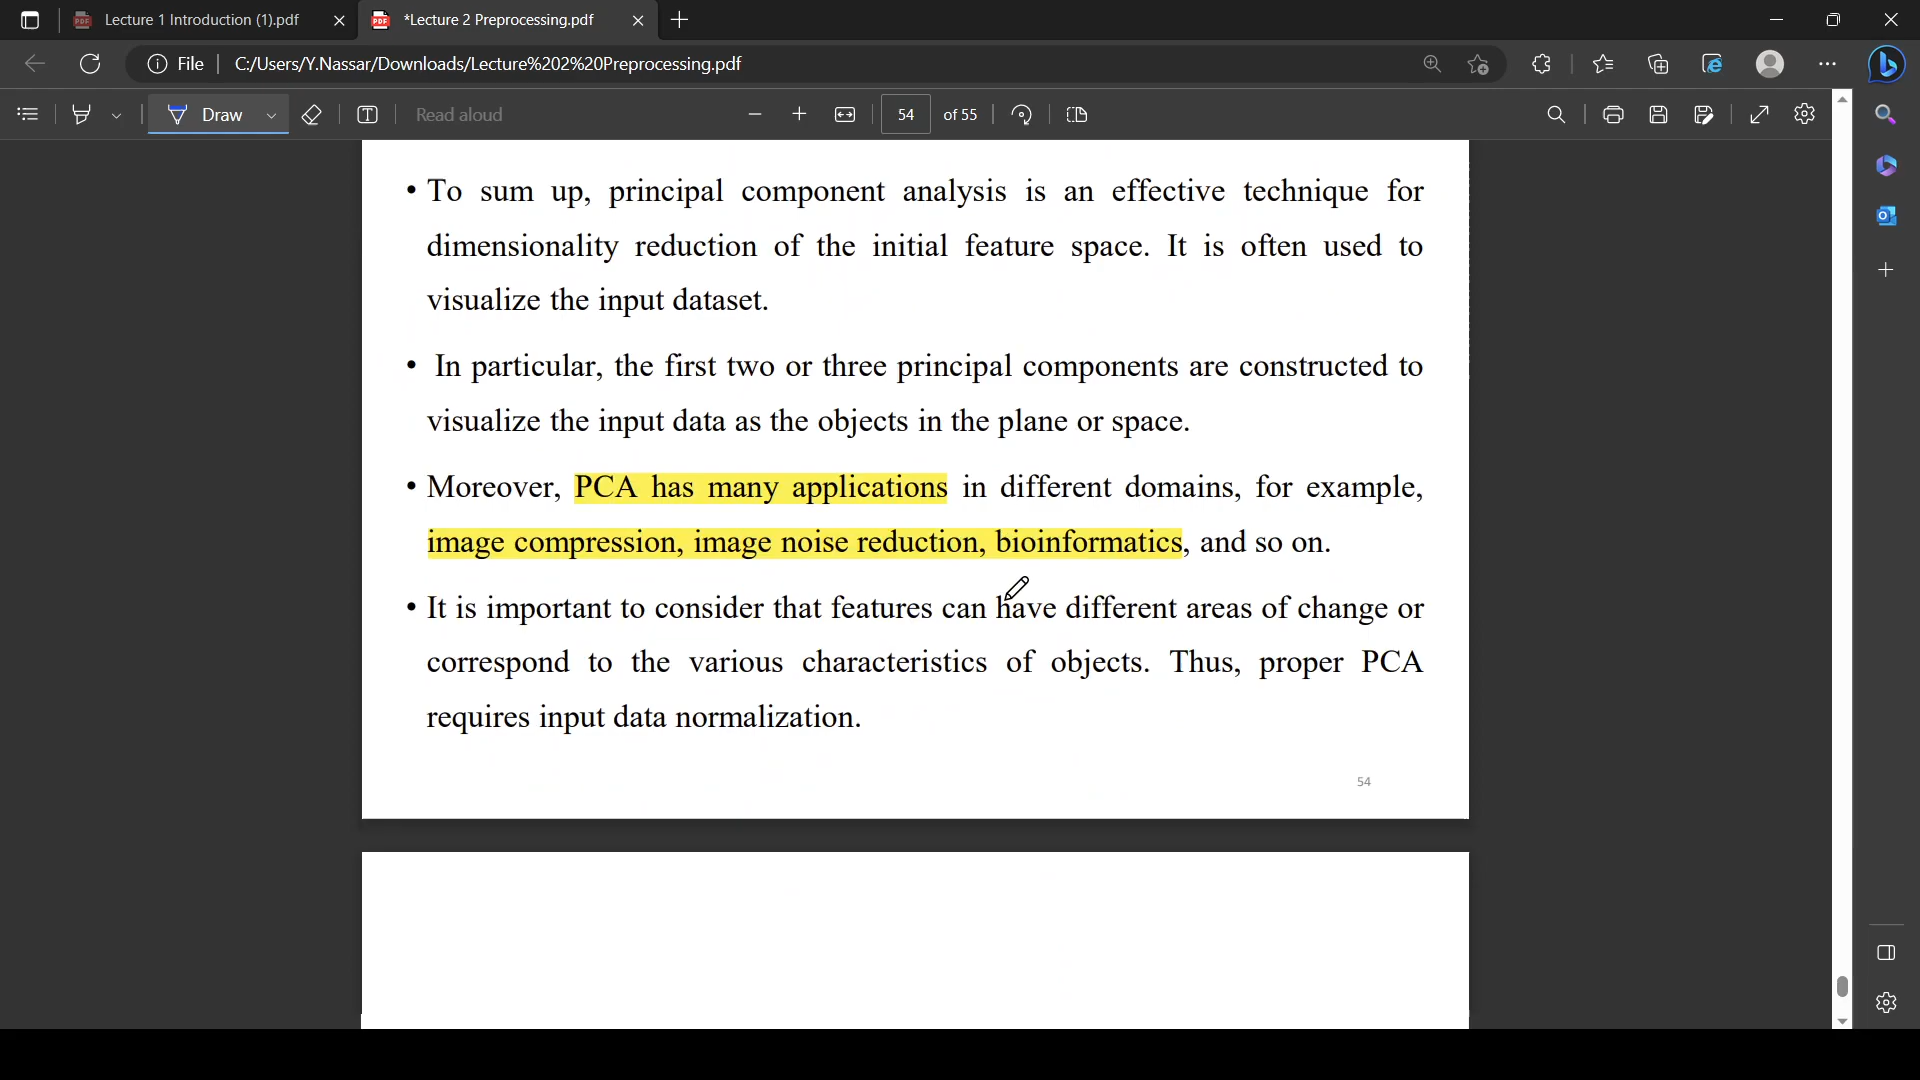 Lecture 1 Introduction (1).pdf
*Lecture 2 Preprocessing.pdf
File
C:/Users/Y.Nassar/Downloads/Lecture%202%20Preprocessing.pdf
Draw
Read aloud
54
of 55
• To sum up, principal component analysis is an effective technique for
dimensionality reduction of the initial feature space. It is often used to
visualize the input dataset.
• In particular, the first two or three principal components are constructed to
visualize the input data as the objects in the plane or space.
• Moreover, PCA has many applications in different domains, for example,
image compression, image noise reduction, bioinformatics, and so on.
• It is important to consider that features can have different areas of change or
correspond to the various characteristics of objects. Thus, proper PCA
requires input data normalization.
54